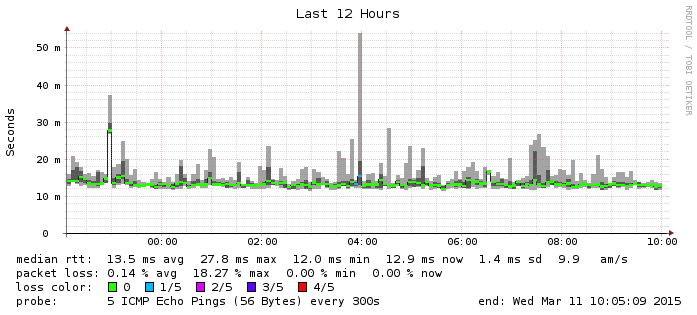 Last 12 Hours
RRDTOOL / TOBI OETIKER
Seconds
50 m
40 m
30 m
20 m
10 m
0
00:00 02:00 04:00 06:00 08:00 10:00
median rtt: 13.5 ms avg 27.8 ms max 12.0 ms min 12.9 ms now 1.4 ms sd 9.9 am/s
packet loss: 0.14 % avg 18.27 % max 0.00 % min 0.00 % now
loss color: 0 1/5 2/5 3/5 4/5
probe: 5 ICMP Echo Pings (56 Bytes) every 300s end: Wed Mar 11 10:05:09 2015